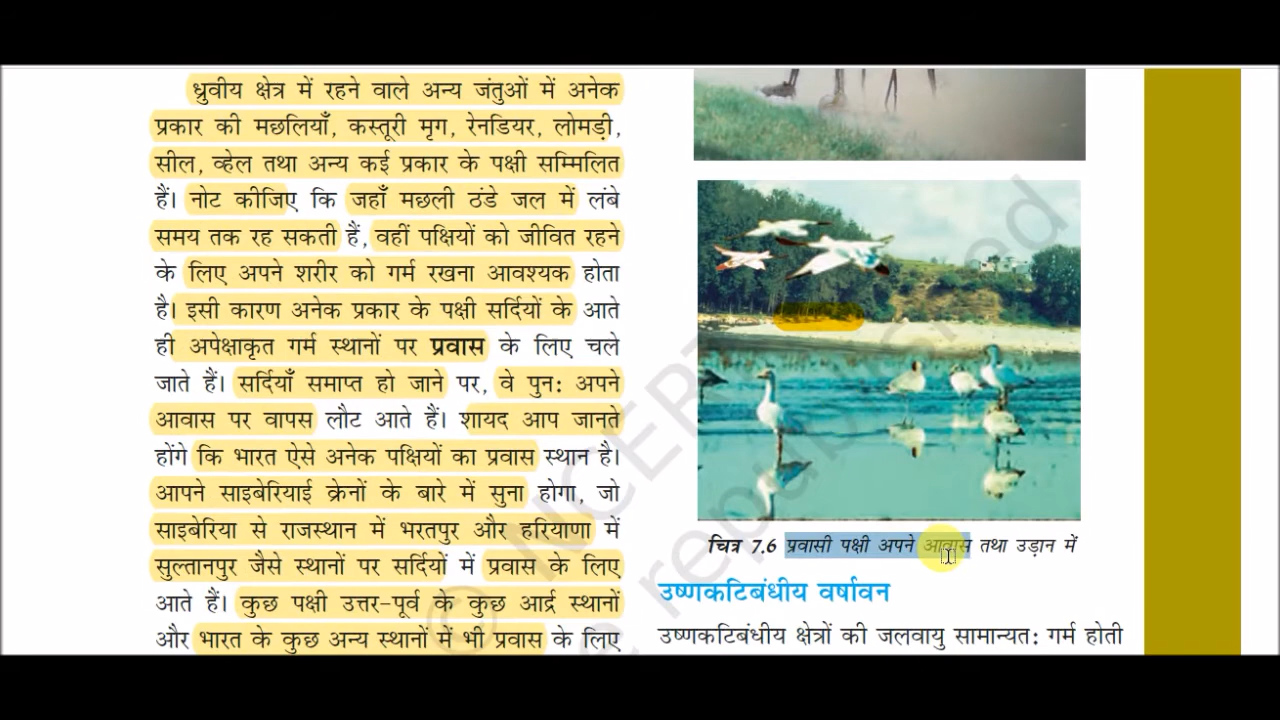 ध्रुवीय क्षेत्र में रहने वाले अन्य जंतुओं में अनेक
प्रकार की मछलियाँ, कस्तूरी मृग, रेनडियर, लोमड़ी,
सील, व्हेल तथा अन्य कई प्रकार के पक्षी सम्मिलित
हैं। नोट कीजिए कि जहाँ मछली ठंडे जल में लंबे
समय तक रह सकती हैं, वहीं पक्षियों को जीवित रहने
के लिए अपने शरीर को गर्म रखना आवश्यक होता
है। इसी कारण अनेक प्रकार के पक्षी सर्दियों के आते
ही अपेक्षाकृत गर्म स्थानों पर प्रवास के लिए चले
जाते हैं। सर्दियाँ समाप्त हो जाने पर, वे पुन: अपने
आवास पर वापस लौट आते हैं। शायद आप जानते
होंगे कि भारत ऐसे अनेक पक्षियों का प्रवास स्थान है।
आपने साइबेरियाई क्रेनों के बारे में सुना होगा, जो
साइबेरिया से राजस्थान में भरतपुर और हरियाणा में
सुल्तानपुर जैसे स्थानों पर सर्दियों में प्रवास के लिए
आते हैं। कुछ पक्षी उत्तर-पूर्व के कुछ आर्द्र स्थानों
और भारत के कुछ अन्य स्थानों में भी प्रवास के लिए
चित्र 7.6 प्रवासी पक्षी अपने आवास तथा उड़ान में
उष्णकटिबंधीय वर्षावन
उष्णकटिबंधीय क्षेत्रों की जलवायु सामान्यत: गर्म होती
© NCERT
be republished